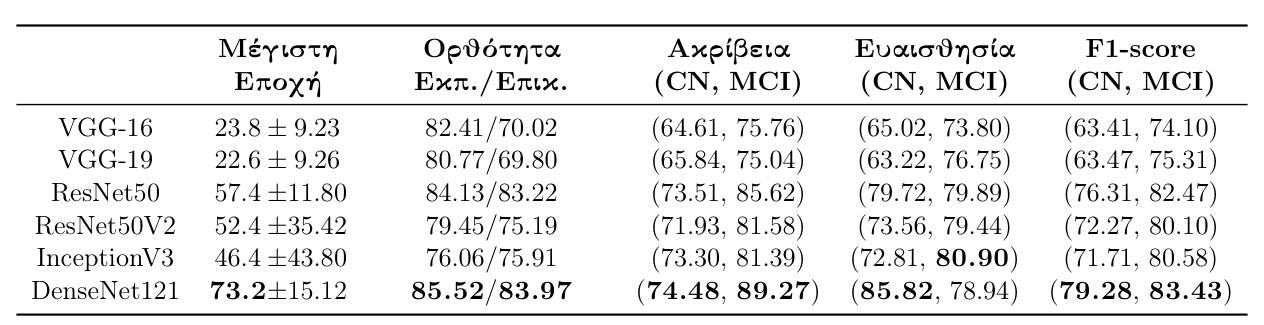 Μέγιστη Ορθότητα Ακρίβεια Ευαισθησία F1-score
Εποχή Εκπ./Επικ. (CN, MCI) (CN, MCI) (CN, MCI)
VGG-16 23.8 ± 9.23 82.41/70.02 (64.61, 75.76) (65.02, 73.80) (63.41, 74.10)
VGG-19 22.6 ± 9.26 80.77/69.80 (65.84, 75.04) (63.22, 76.75) (63.47, 75.31)
ResNet50 57.4 ±11.80 84.13/83.22 (73.51, 85.62) (79.72, 79.89) (76.31, 82.47)
ResNet50V2 52.4 ±35.42 79.45/75.19 (71.93, 81.58) (73.56, 79.44) (72.27, 80.10)
InceptionV3 46.4 ±43.80 76.06/75.91 (73.30, 81.39) (72.81, 80.90) (71.71, 80.58)
DenseNet121 73.2±15.12 85.52/83.97 (74.48, 89.27) (85.82, 78.94) (79.28, 83.43)